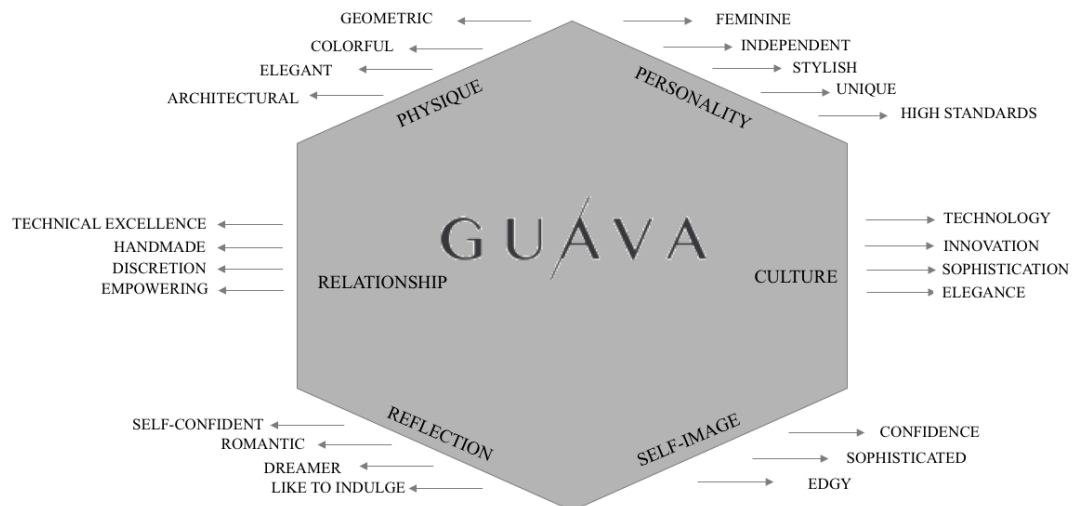 GEOMETRIC
COLORFUL
ELEGANT
ARCHITECTURAL
PHYSIQUE
FEMININE
INDEPENDENT
STYLISH
UNIQUE
HIGH STANDARDS
PERSONALITY
GUAVA
TECHNICAL EXCELLENCE
HANDMADE
DISCRETION
EMPOWERING
RELATIONSHIP
TECHNOLOGY
INNOVATION
SOPHISTICATION
ELEGANCE
CULTURE
SELF-CONFIDENT
ROMANTIC
DREAMER
LIKE TO INDULGE
REFLECTION
CONFIDENCE
SOPHISTICATED
EDGY
SELF-IMAGE